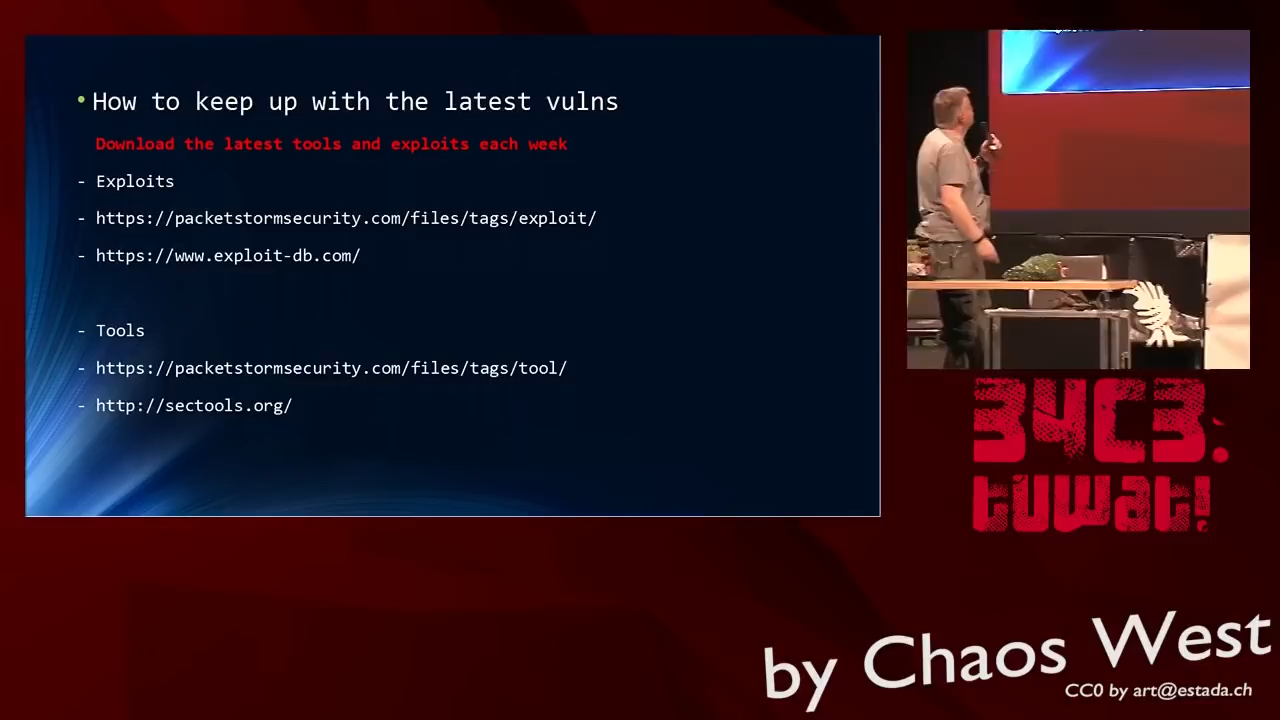 • How to keep up with the latest vulns
Download the latest tools and exploits each week
- Exploits
- https://packetstormsecurity.com/files/tags/exploit/
- https://www.exploit-db.com/
- Tools
- https://packetstormsecurity.com/files/tags/tool/
- http://sectools.org/
34C3:
tuwat!
by Chaos West
CC0 by art@estada.ch